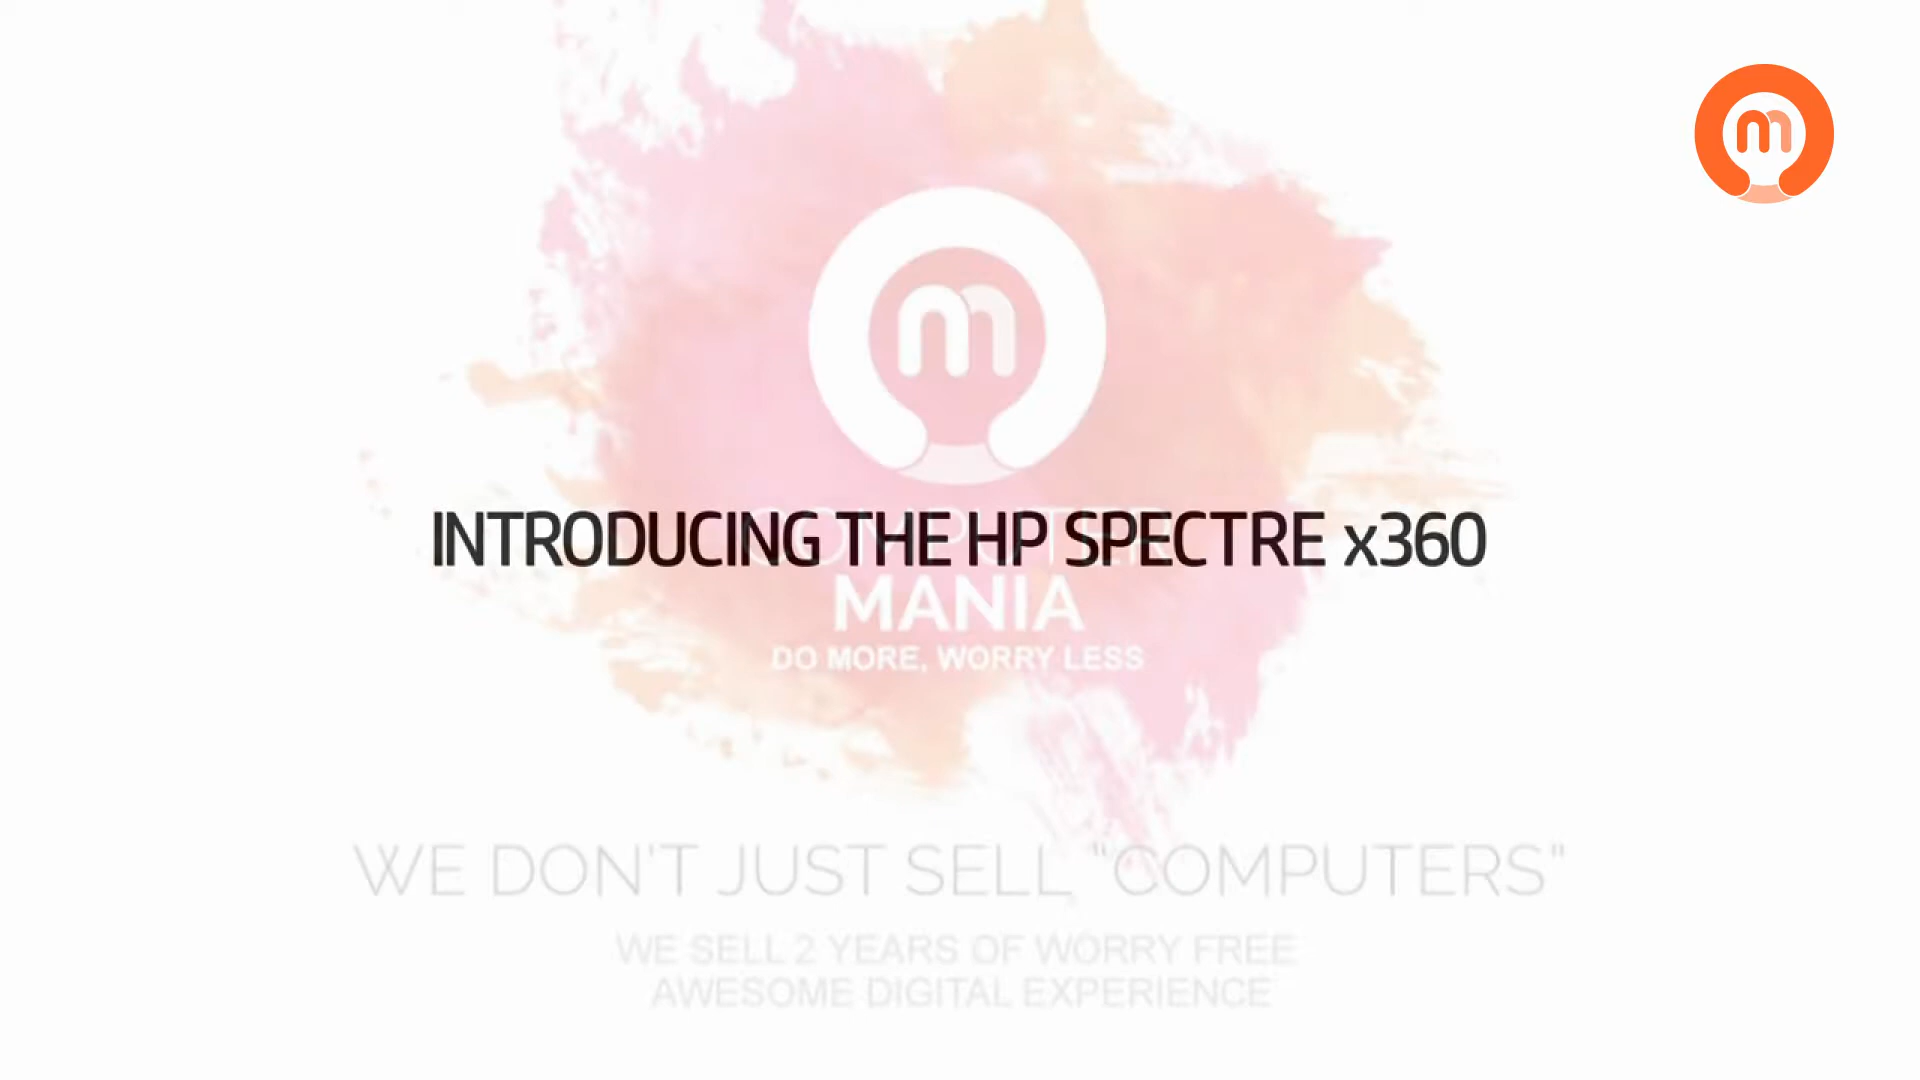 m
m
INTRODUCING THE HP SPECTRE x360
COMPUTER
MANIA
DO MORE, WORRY LESS
WE DON'T JUST SELL "COMPUTERS"
WE SELL 2 YEARS OF WORRY FREE
AWESOME DIGITAL EXPERIENCE